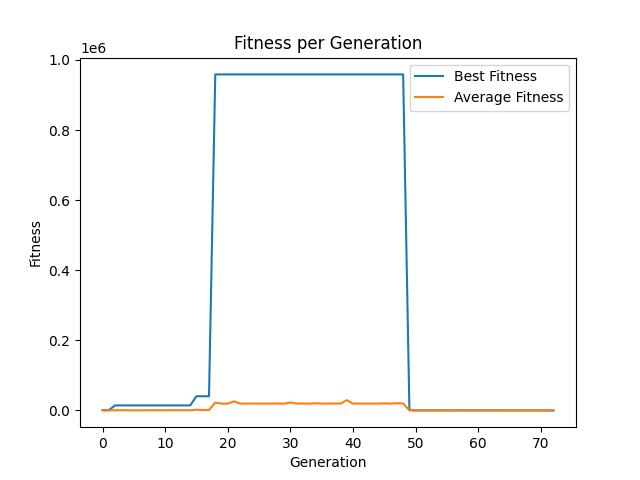 Fitness per Generation
1e6
1.0
0.8
0.6
0.4
0.2
0.0
Fitness
Best Fitness
Average Fitness
0 10 20 30 40 50 60 70
Generation